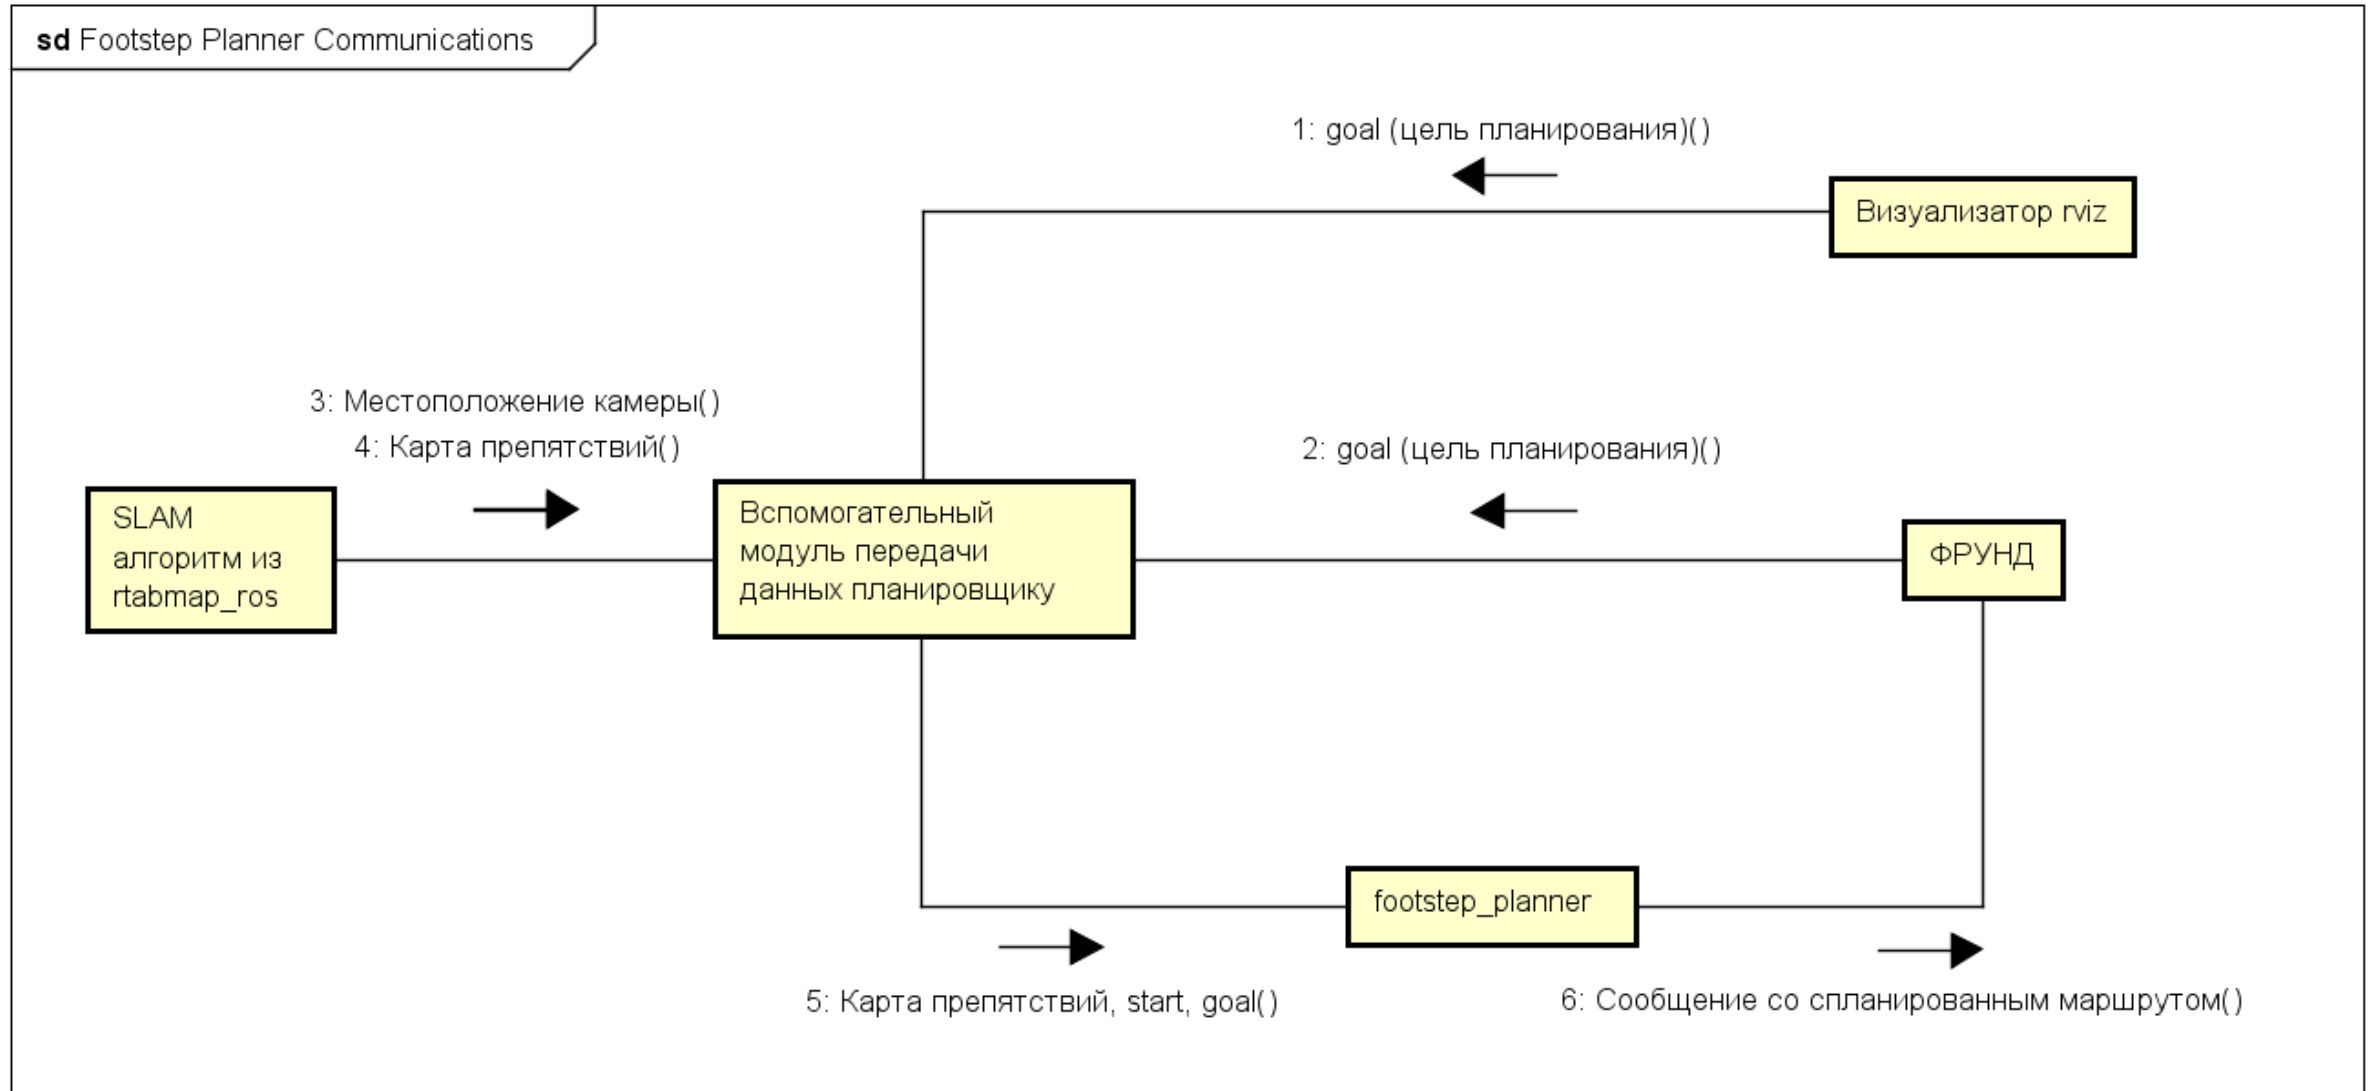 sd Footstep Planner Communications
1: goal (цель планирования)()
Визуализатор rviz
3: Местоположение камеры()
4: Карта препятствий()
2: goal (цель планирования)()
SLAM
алгоритм из
rtabmap_ros
Вспомогательный
модуль передачи
данных планировщику
ФРУНД
footstep_planner
5: Карта препятствий, start, goal()
6: Сообщение со спланированным маршрутом()